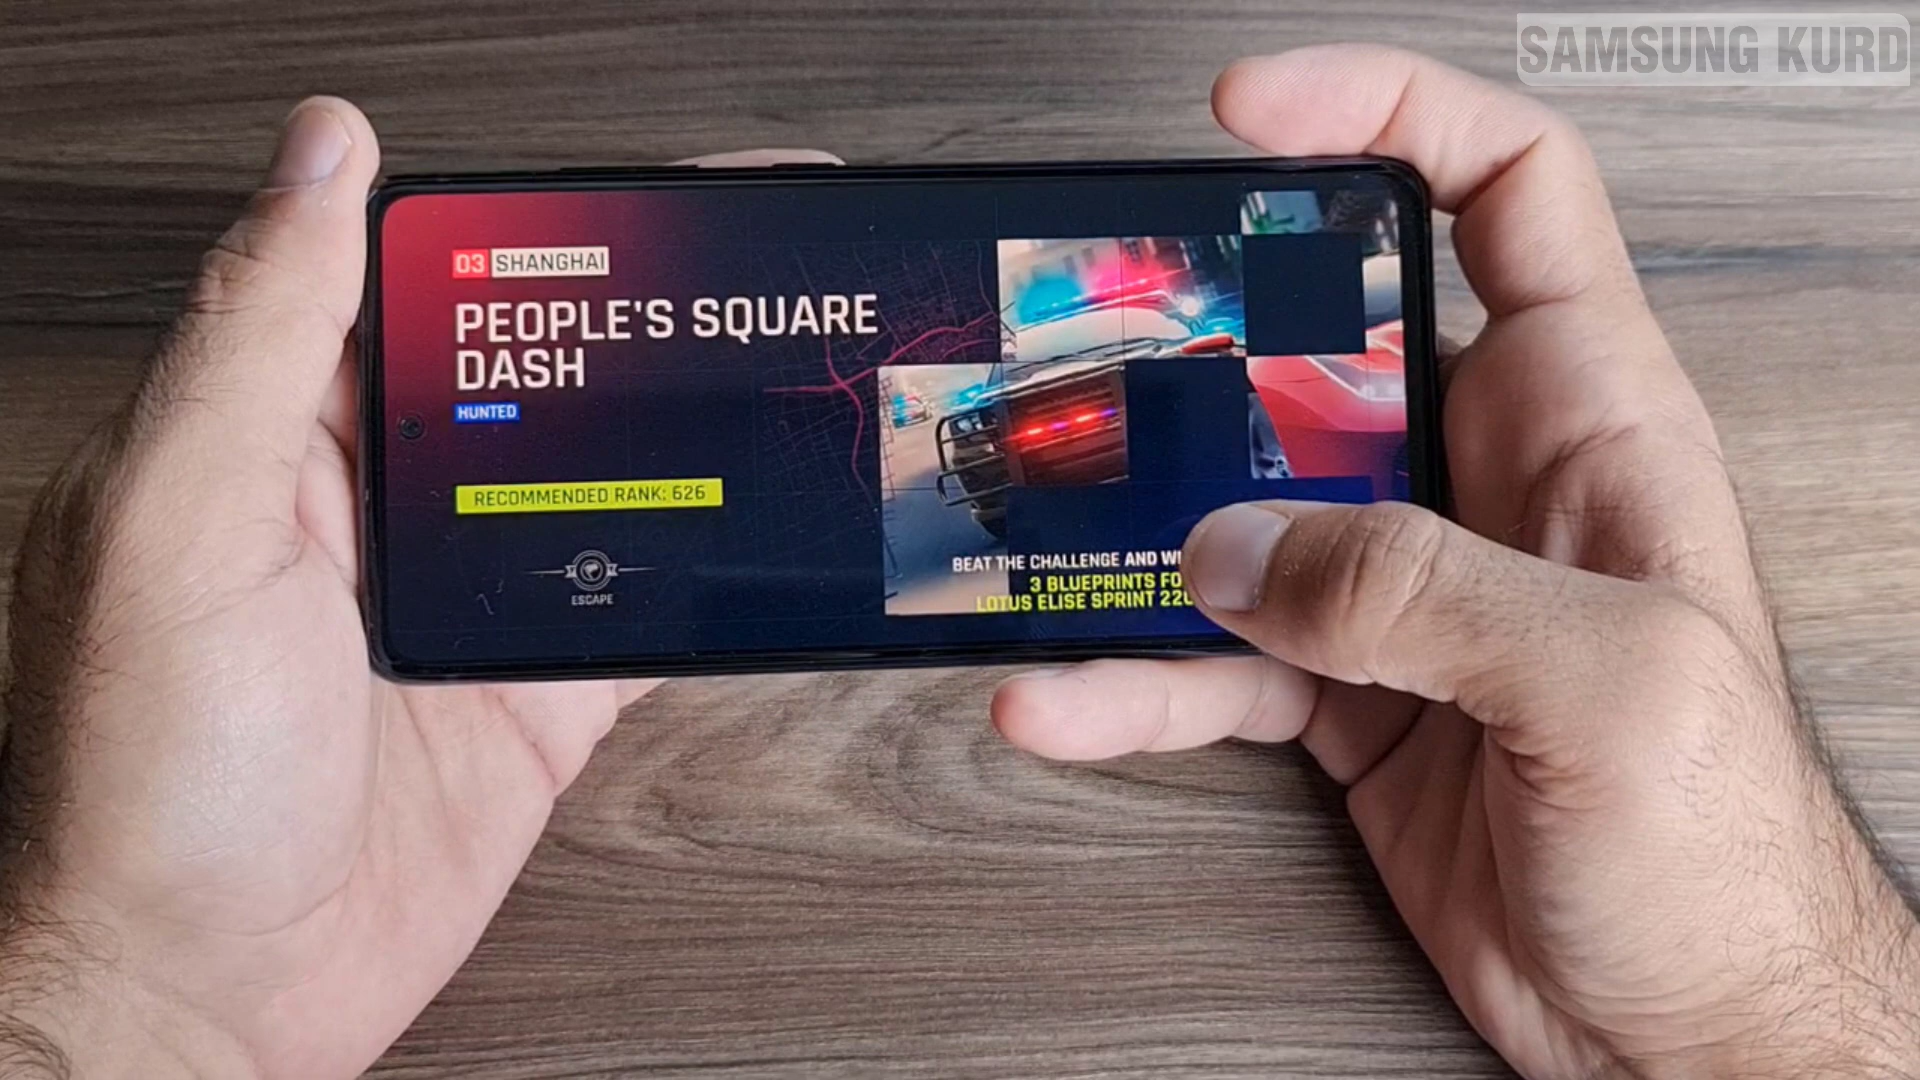 SAMSUNG KURD
03 SHANGHAI
PEOPLE'S SQUARE
DASH
HUNTED
RECOMMENDED RANK: 626
ESCAPE
BEAT THE CHALLENGE AND
3 BLUEPRINTS
LOTUS ELISE SPRINT